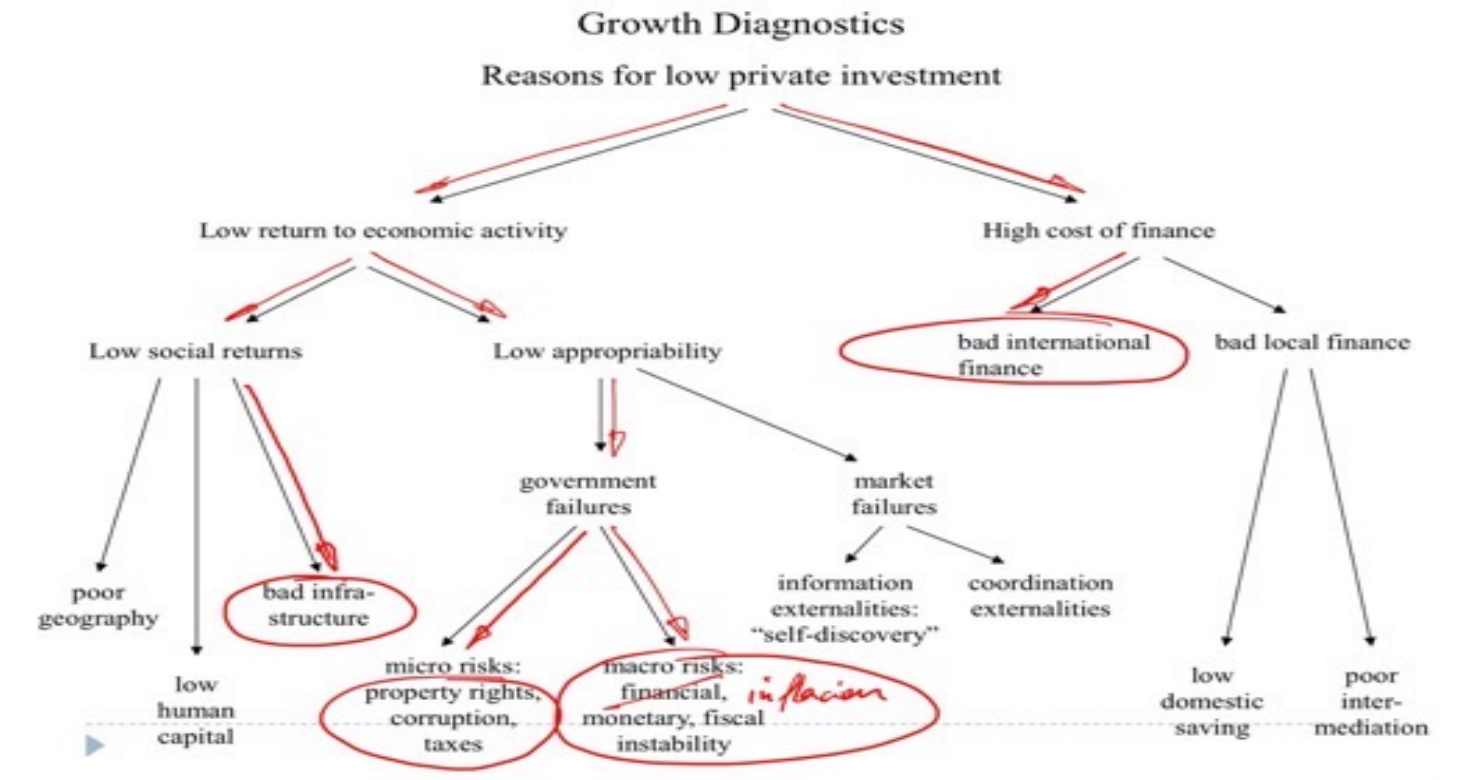 Growth Diagnostics
Reasons for low private investment
Low return to economic activity
High cost of finance
Low social returns
Low appropriability
bad international
finance
bad local finance
government
failures
market
failures
poor
geography
bad infra-
structure
information
externalities:
“self-discovery”
coordination
externalities
low
human
capital
micro risks:
property rights,
corruption,
taxes
macro risks:
financial, inflacion
monetary, fiscal
instability
low
domestic
saving
poor
inter-
mediation